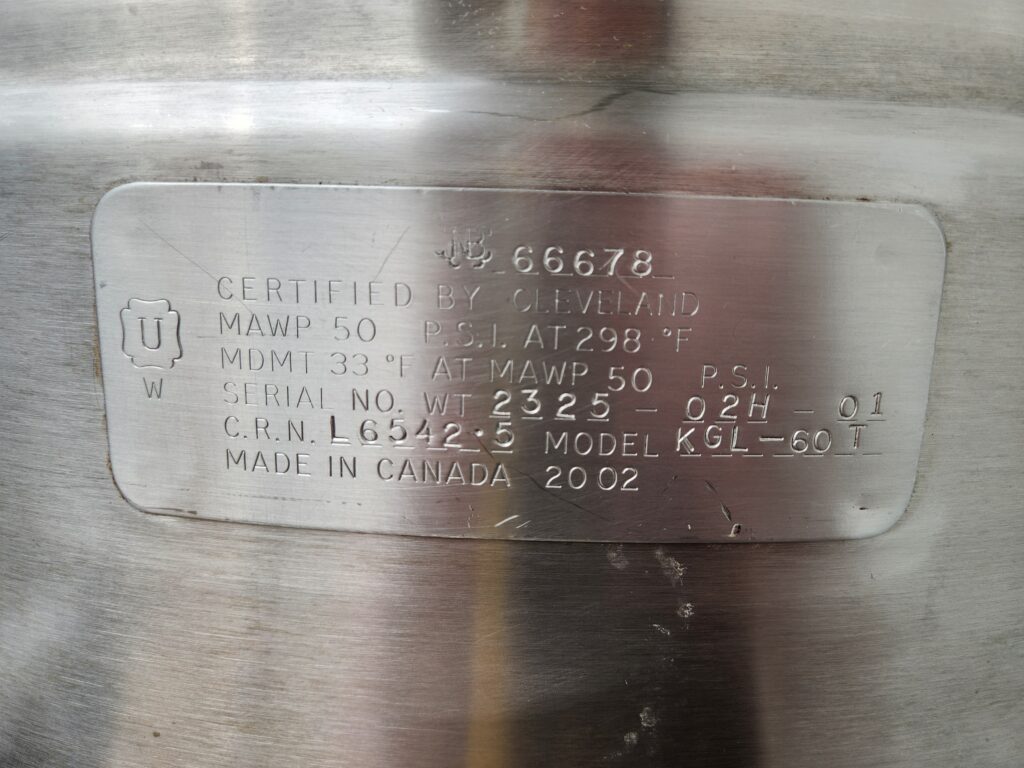 NB 66678
CERTIFIED BY CLEVELAND
MAWP 50 P.S.I. AT 298 °F
MDMT 33 °F AT MAWP 50 P.S.I.
SERIAL NO. WT 2325 - 02H - 01
C.R.N. L6542.5 MODEL KGL-60T
MADE IN CANADA 2002
U
W